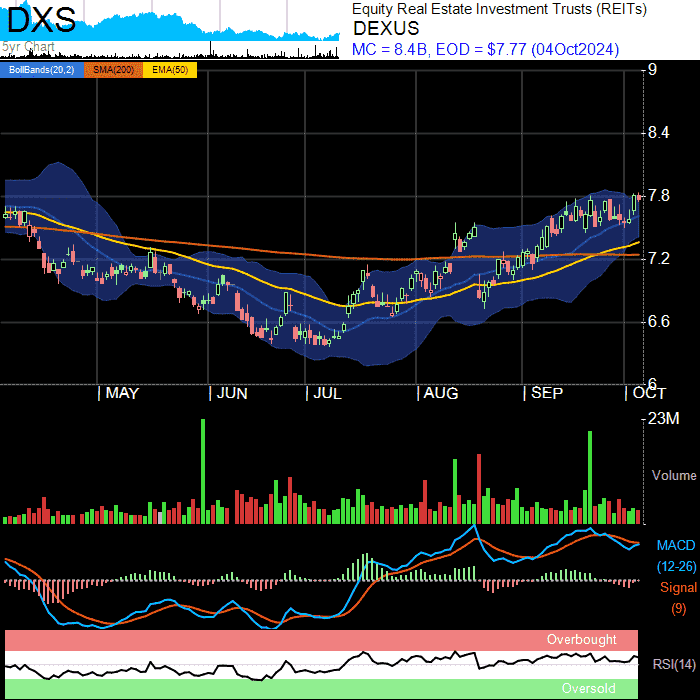 DXS
5yr Chart
Equity Real Estate Investment Trusts (REITs)
DEXUS
MC = 8.4B, EOD = $7.77 (04Oct2024)
BollBands(20,2) SMA(200) EMA(50)
9
8.4
7.8
7.2
6.6
6
MAY JUN JUL AUG SEP OCT
23M
Volume
MACD
(12-26)
Signal
(9)
Overbought
RSI(14)
Oversold